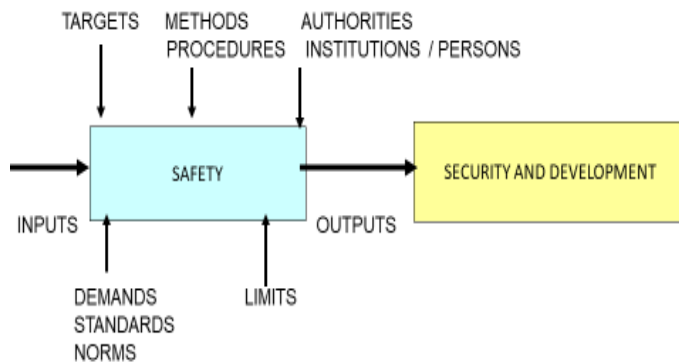 TARGETS
METHODS
PROCEDURES
AUTHORITIES
INSTITUTIONS / PERSONS
SAFETY
SECURITY AND DEVELOPMENT
INPUTS
OUTPUTS
DEMANDS
STANDARDS
NORMS
LIMITS